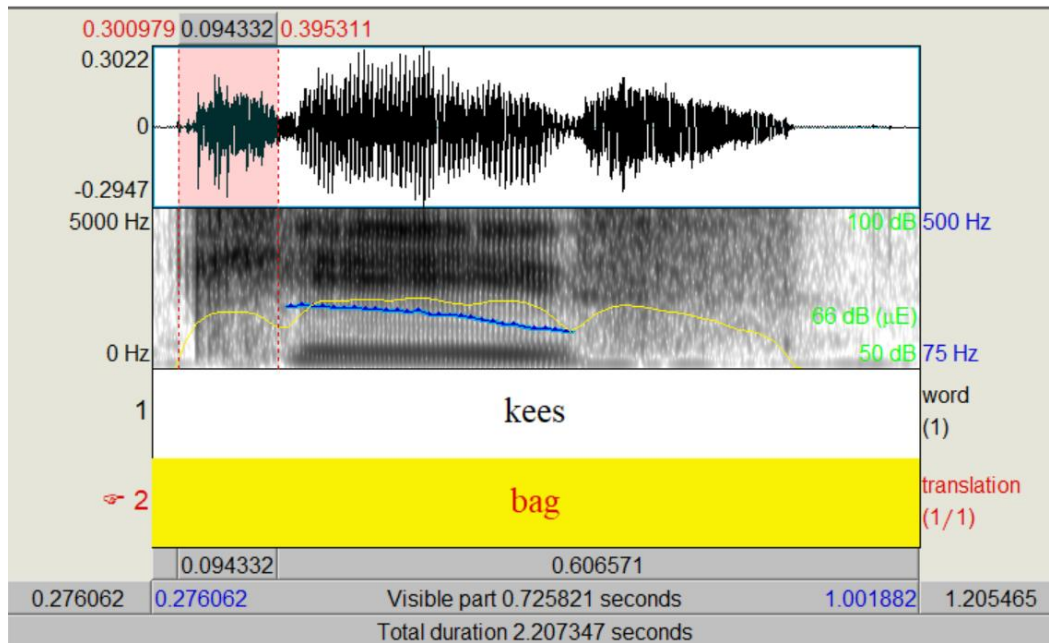 0.300979 0.094332 0.395311
0.3022
0
-0.2947
5000 Hz 100 dB 500 Hz
66 dB (µE)
0 Hz 50 dB 75 Hz
1 kees word
(1)
☞ 2 bag translation
(1/1)
0.094332 0.606571
0.276062 0.276062 Visible part 0.725821 seconds 1.001882 1.205465
Total duration 2.207347 seconds